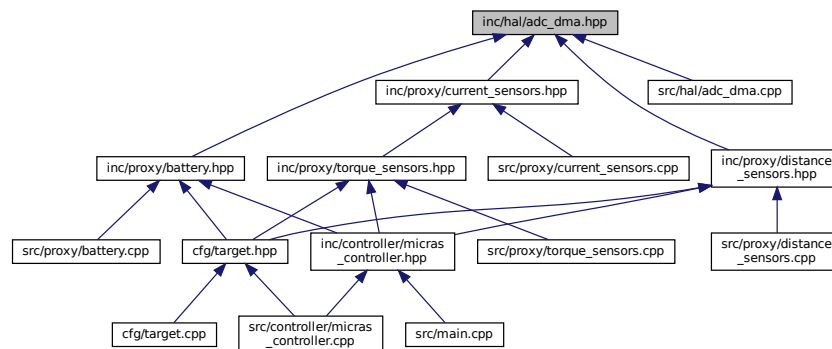 inc/hal/adc_dma.hpp
inc/proxy/current_sensors.hpp
src/hal/adc_dma.cpp
inc/proxy/battery.hpp
inc/proxy/torque_sensors.hpp
src/proxy/current_sensors.cpp
inc/proxy/distance
_sensors.hpp
src/proxy/battery.cpp
cfg/target.hpp
inc/controller/micras
_controller.hpp
src/proxy/torque_sensors.cpp
src/proxy/distance
_sensors.cpp
cfg/target.cpp
src/controller/micras
_controller.cpp
src/main.cpp